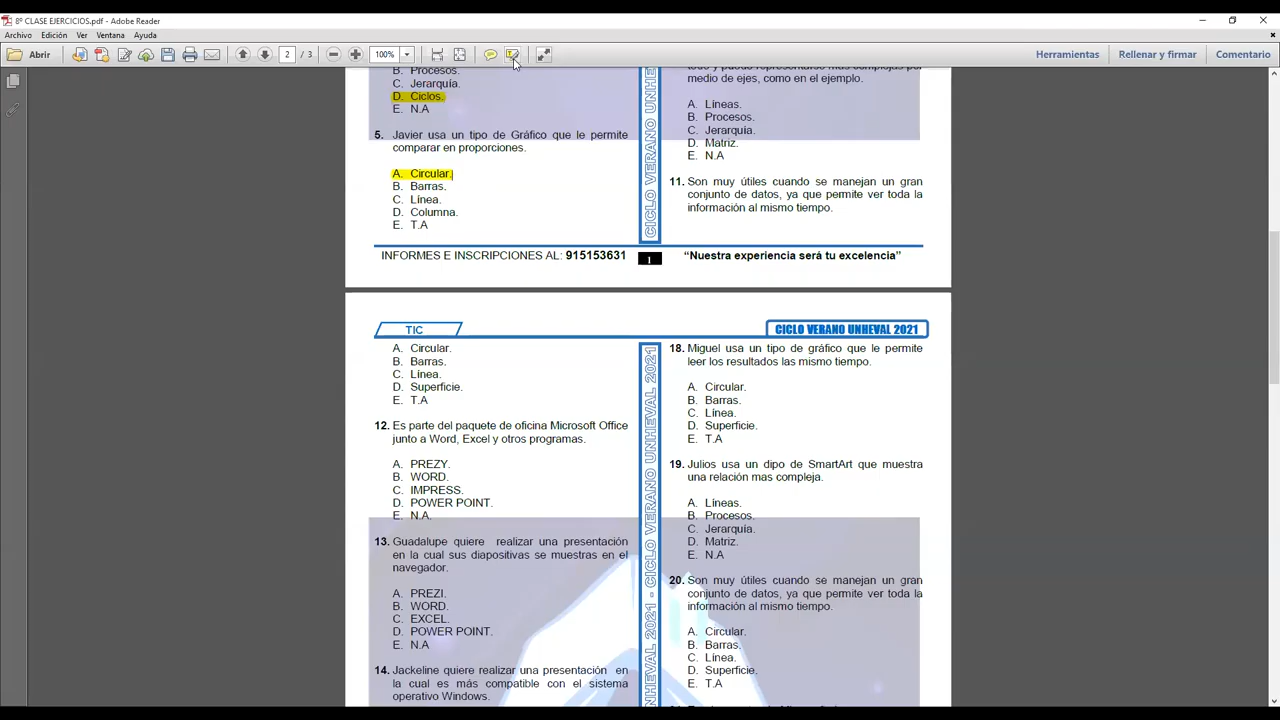 8º CLASE EJERCICIOS.pdf - Adobe Reader
Archivo Edición Ver Ventana Ayuda
Abrir
2 / 3
100%
Herramientas
Rellenar y firmar
Comentario
B. Procesos.
C. Jerarquía.
D. Ciclos.
E. N.A
5. Javier usa un tipo de Gráfico que le permite
comparar en proporciones.
A. Circular.
B. Barras.
C. Línea.
D. Columna.
E. T.A
todo y puedo representarse mas complejas por
medio de ejes, como en el ejemplo.
A. Líneas.
B. Procesos.
C. Jerarquía.
D. Matriz.
E. N.A
11. Son muy útiles cuando se manejan un gran
conjunto de datos, ya que permite ver toda la
información al mismo tiempo.
CICLO VERANO UNHE
INFORMES E INSCRIPCIONES AL: 915153631
1
“Nuestra experiencia será tu excelencia”
TIC
CICLO VERANO UNHEVAL 2021
A. Circular.
B. Barras.
C. Línea.
D. Superficie.
E. T.A
12. Es parte del paquete de oficina Microsoft Office
junto a Word, Excel y otros programas.
A. PREZY.
B. WORD.
C. IMPRESS.
D. POWER POINT.
E. N.A.
13. Guadalupe quiere realizar una presentación
en la cual sus diapositivas se muestras en el
navegador.
A. PREZI.
B. WORD.
C. EXCEL.
D. POWER POINT.
E. N.A
14. Jackeline quiere realizar una presentación en
la cual es más compatible con el sistema
operativo Windows.
UNHEVAL 2021 - CICLO VERANO UNHEVAL 2021
18. Miguel usa un tipo de gráfico que le permite
leer los resultados las mismo tiempo.
A. Circular.
B. Barras.
C. Línea.
D. Superficie.
E. T.A
19. Julios usa un dipo de SmartArt que muestra
una relación mas compleja.
A. Líneas.
B. Procesos.
C. Jerarquía.
D. Matriz.
E. N.A
20. Son muy útiles cuando se manejan un gran
conjunto de datos, ya que permite ver toda la
información al mismo tiempo.
A. Circular.
B. Barras.
C. Línea.
D. Superficie.
E. T.A